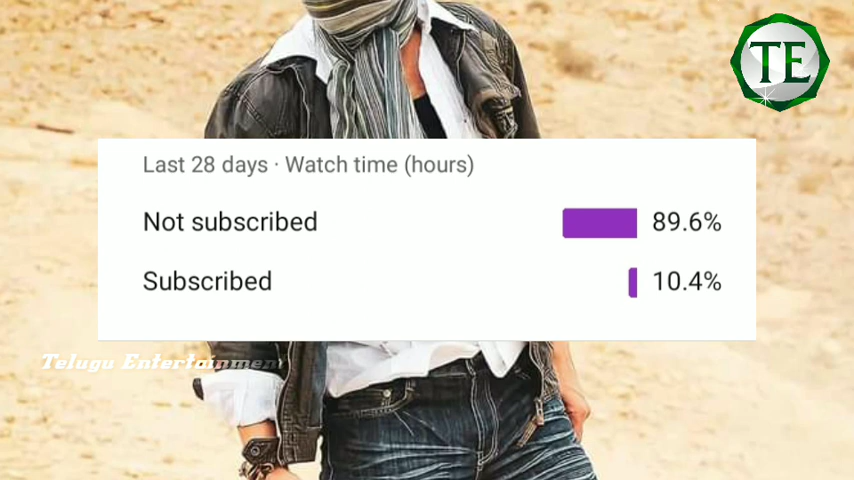 TE
Last 28 days · Watch time (hours)
Not subscribed 89.6%
Subscribed 10.4%
Telugu Entertainment